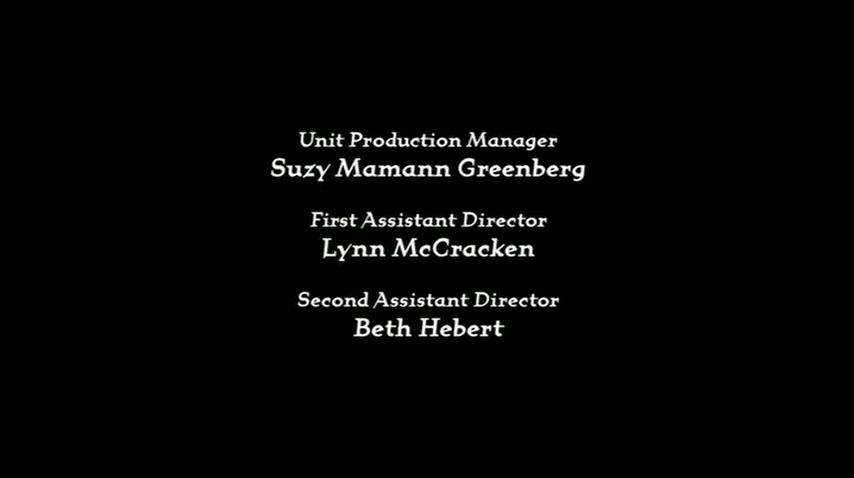 Unit Production Manager
Suzy Mamann Greenberg
First Assistant Director
Lynn McCracken
Second Assistant Director
Beth Hebert